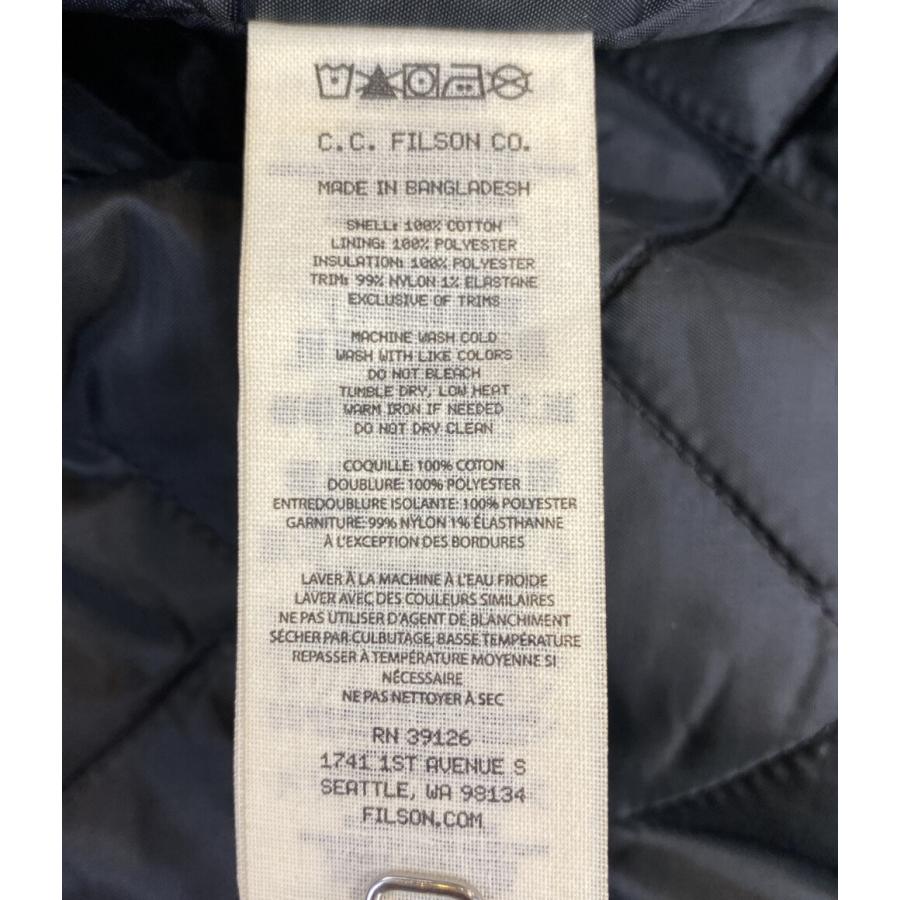 C.C. FILSON CO.
MADE IN BANGLADESH
SHELL: 100% COTTON
LINING: 100% POLYESTER
INSULATION: 100% POLYESTER
TRIM: 99% NYLON 1% ELASTANE
EXCLUSIVE OF TRIMS
MACHINE WASH COLD
WASH WITH LIKE COLORS
DO NOT BLEACH
TUMBLE DRY, LOW HEAT
WARM IRON IF NEEDED
DO NOT DRY CLEAN
COQUILLE: 100% COTON
DOUBLURE: 100% POLYESTER
ENTREDOUBLURE ISOLANTE: 100% POLYESTER
GARNITURE: 99% NYLON 1% ÉLASTHANNE
À L'EXCEPTION DES BORDURES
LAVER À LA MACHINE À L'EAU FROIDE
LAVER AVEC DES COULEURS SIMILAIRES
NE PAS UTILISER D'AGENT DE BLANCHIMENT
SÉCHER PAR CULBUTAGE, BASSE TEMPÉRATURE
REPASSER À TEMPÉRATURE MOYENNE SI
NÉCESSAIRE
NE PAS NETTOYER À SEC
RN 39126
1741 1ST AVENUE S
SEATTLE, WA 98134
FILSON.COM